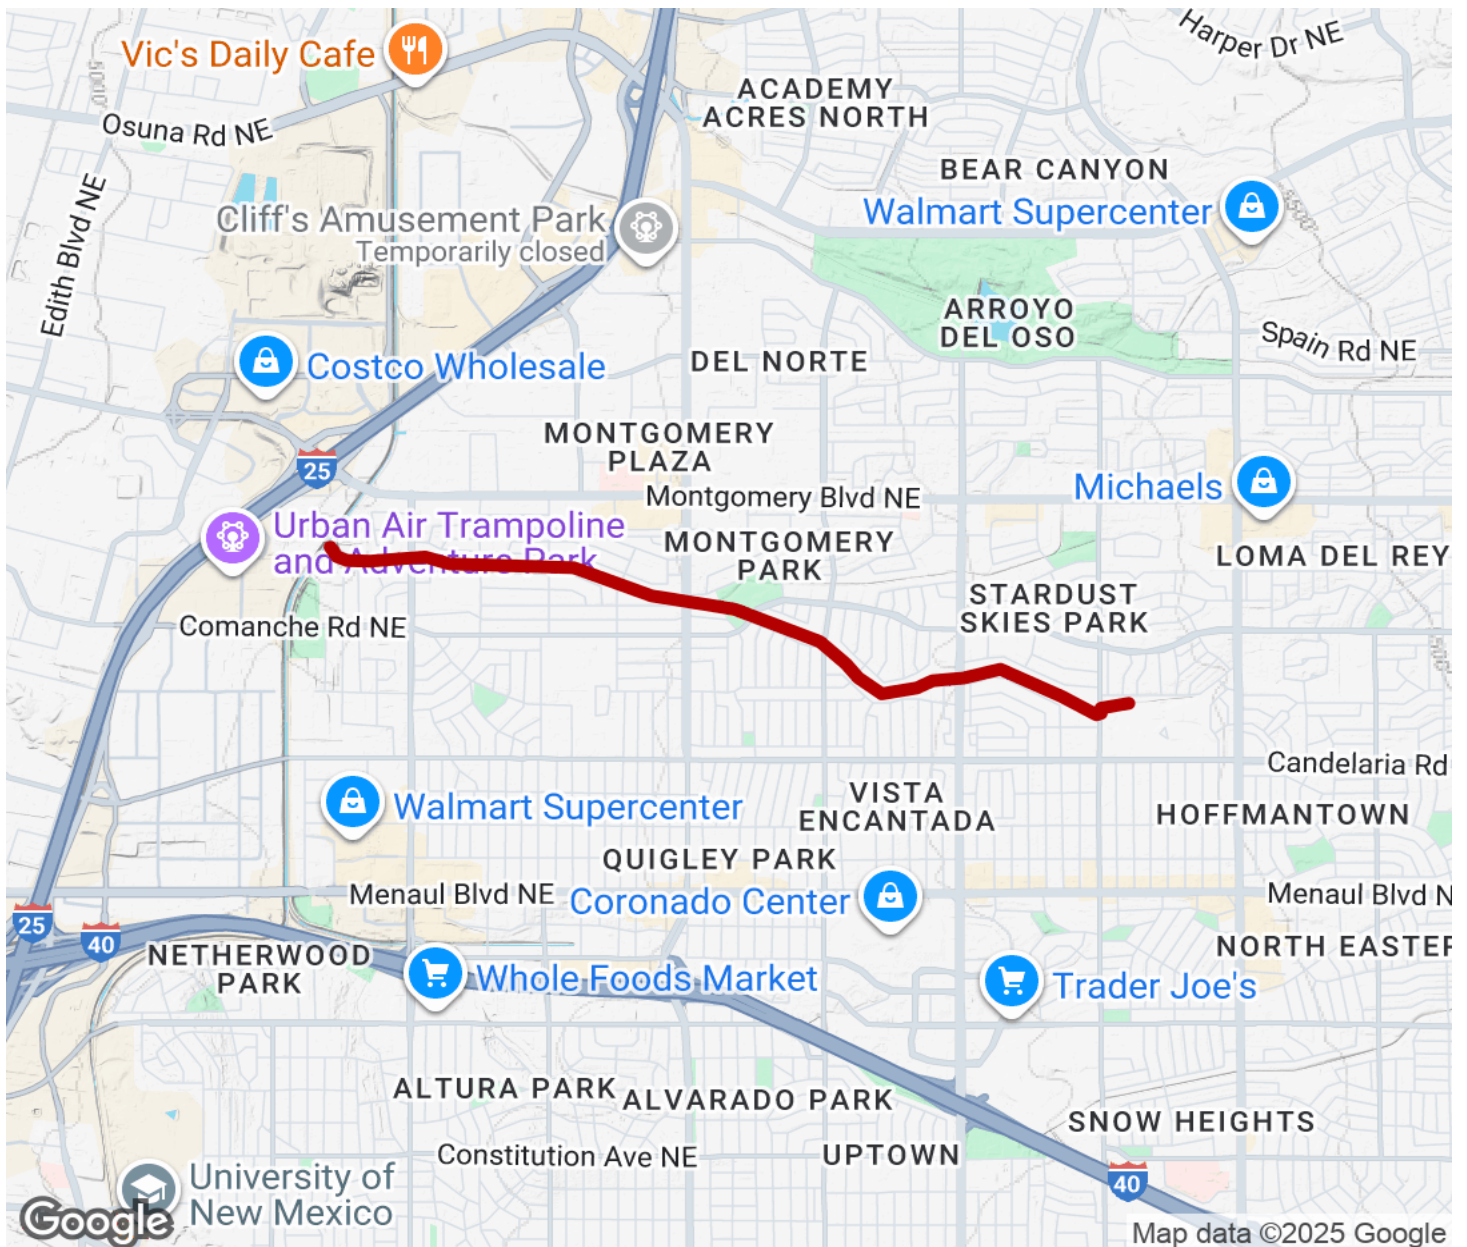 Harper Dr NE
Vic's Daily Cafe
ACADEMY
ACRES NORTH
5000
Osuna Rd NE
BEAR CANYON
Walmart Supercenter
Edith Blvd NE
Cliff's Amusement Park
Temporarily closed
ARROYO
DEL OSO
Spain Rd NE
Costco Wholesale
DEL NORTE
MONTGOMERY
PLAZA
25
Michaels
Montgomery Blvd NE
Urban Air Trampoline
and Adventure Park
MONTGOMERY
PARK
LOMA DEL REY
STARDUST
SKIES PARK
Comanche Rd NE
Candelaria Rd
Walmart Supercenter
VISTA
ENCANTADA
HOFFMANTOWN
QUIGLEY PARK
Menaul Blvd NE
Coronado Center
Menaul Blvd N
25
40
NETHERWOOD
PARK
NORTH EASTER
Whole Foods Market
Trader Joe's
ALTURA PARK
ALVARADO PARK
SNOW HEIGHTS
Constitution Ave NE
UPTOWN
40
University of
New Mexico
Google
Map data ©2025 Google